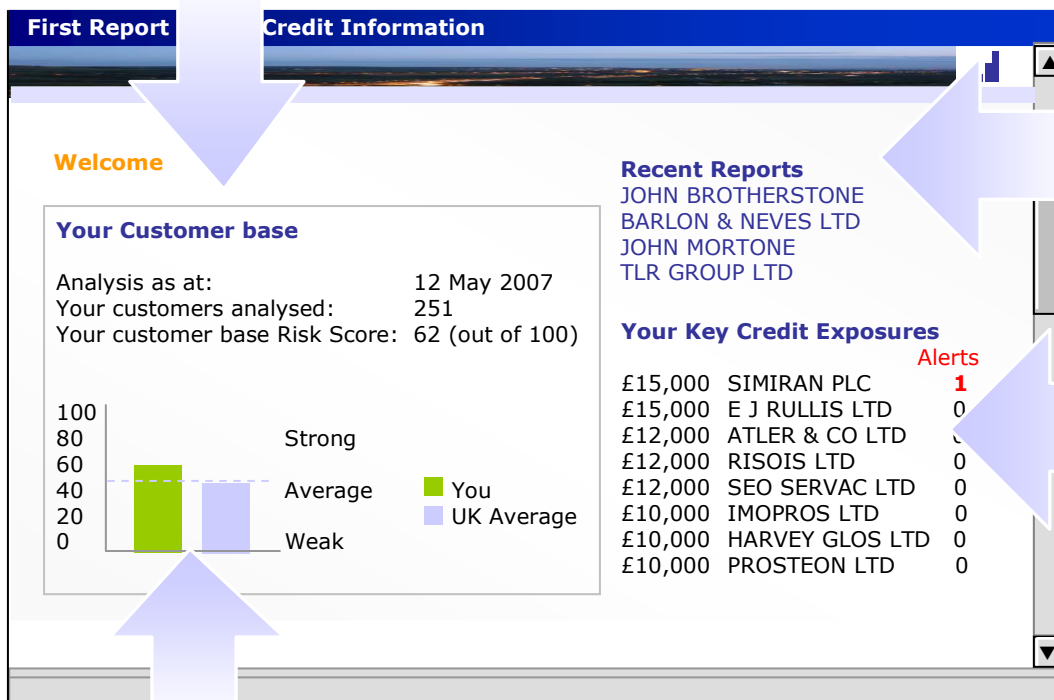 First Report Credit Information
Welcome
Your Customer base
Analysis as at: 12 May 2007
Your customers analysed: 251
Your customer base Risk Score: 62 (out of 100)
100
80 Strong
60
40 Average
20
0 Weak
You
UK Average
Recent Reports
JOHN BROTHERSTONE
BARLON & NEVES LTD
JOHN MORTONE
TLR GROUP LTD
Your Key Credit Exposures
Alerts
£15,000 SIMIRAN PLC 1
£15,000 E J RULLIS LTD 0
£12,000 ATLER & CO LTD
£12,000 RISOIS LTD 0
£12,000 SEO SERVAC LTD 0
£10,000 IMOPROS LTD 0
£10,000 HARVEY GLOS LTD 0
£10,000 PROSTEON LTD 0